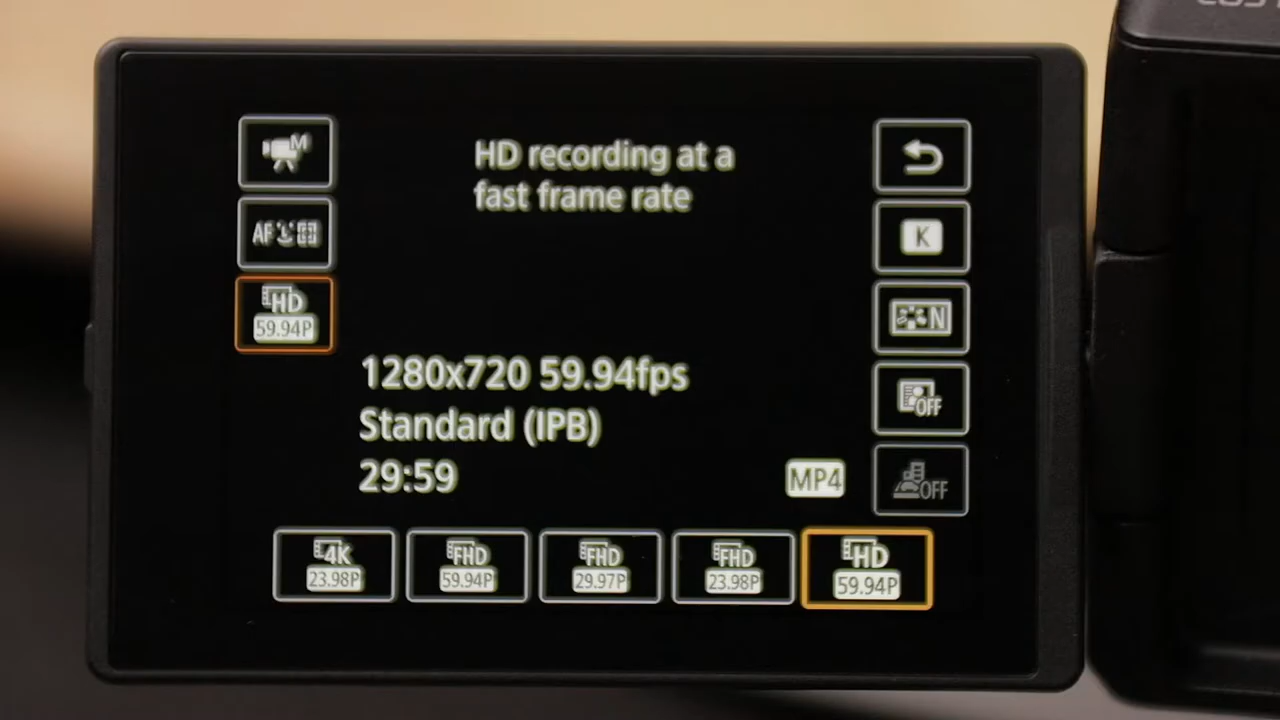 M
HD recording at a
fast frame rate
AF
K
HD
59.94P
N
1280x720 59.94fps
Standard (IPB)
OFF
29:59
MP4
OFF
4K
23.98P
FHD
59.94P
FHD
29.97P
FHD
23.98P
HD
59.94P